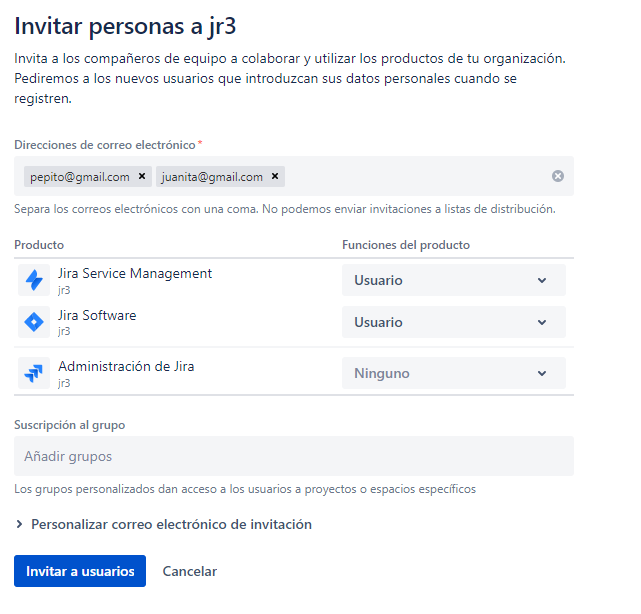 Invitar personas a jr3
Invita a los compañeros de equipo a colaborar y utilizar los productos de tu organización.
Pediremos a los nuevos usuarios que introduzcan sus datos personales cuando se
registren.
Direcciones de correo electrónico*
pepito@gmail.com juanita@gmail.com
Separa los correos electrónicos con una coma. No podemos enviar invitaciones a listas de distribución.
Producto Funciones del producto
Jira Service Management
jr3
Usuario
Jira Software
jr3
Usuario
Administración de Jira
jr3
Ninguno
Suscripción al grupo
Añadir grupos
Los grupos personalizados dan acceso a los usuarios a proyectos o espacios específicos
Personalizar correo electrónico de invitación
Invitar a usuarios Cancelar